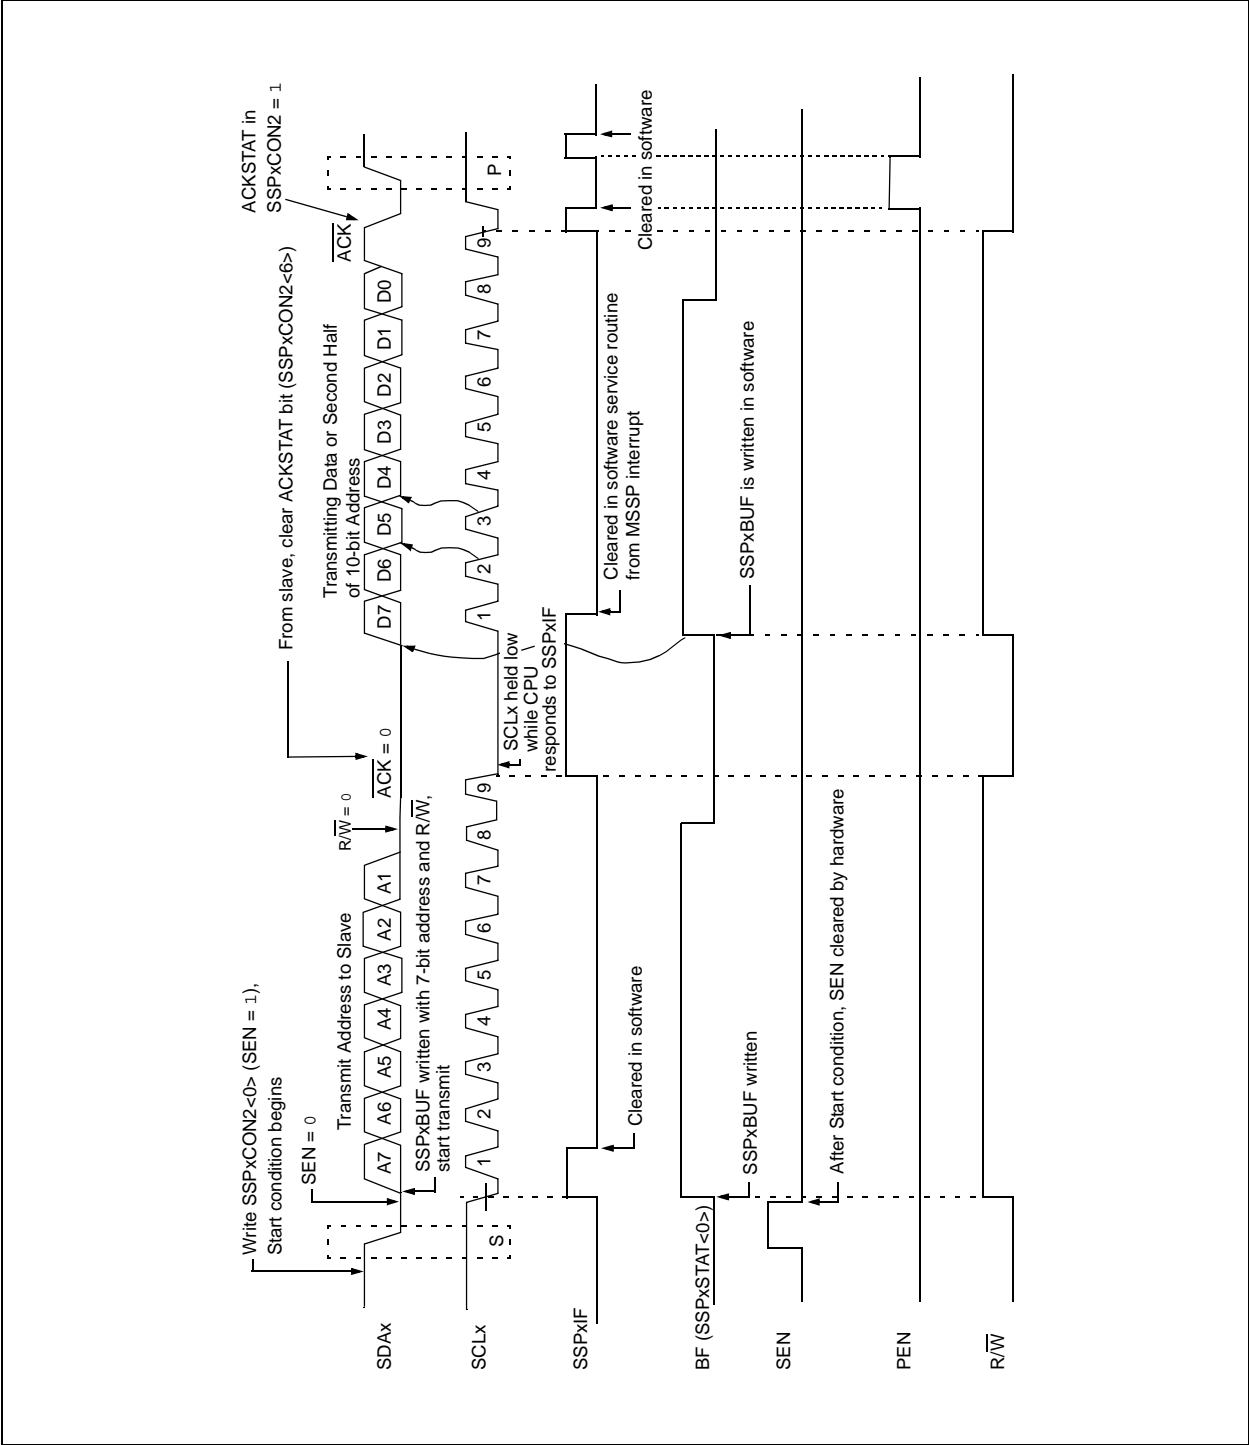 Write SSPxCON2<0> (SEN = 1),
Start condition begins
SEN = 0
From slave, clear ACKSTAT bit (SSPxCON2<6>)
ACKSTAT in
SSPxCON2 = 1
Transmit Address to Slave
R/W = 0
ACK = 0
Transmitting Data or Second Half
of 10-bit Address
ACK
SDAx
A7 A6 A5 A4 A3 A2 A1
D7 D6 D5 D4 D3 D2 D1 D0
SSPxBUF written with 7-bit address and R/W,
start transmit
SCLx
S
1 2 3 4 5 6 7 8 9
1 2 3 4 5 6 7 8 9
P
SCLx held low
while CPU
responds to SSPxIF
SSPxIF
Cleared in software
Cleared in software service routine
from MSSP interrupt
Cleared in software
BF (SSPxSTAT<0>)
SSPxBUF written
SSPxBUF is written in software
SEN
After Start condition, SEN cleared by hardware
PEN
R/W